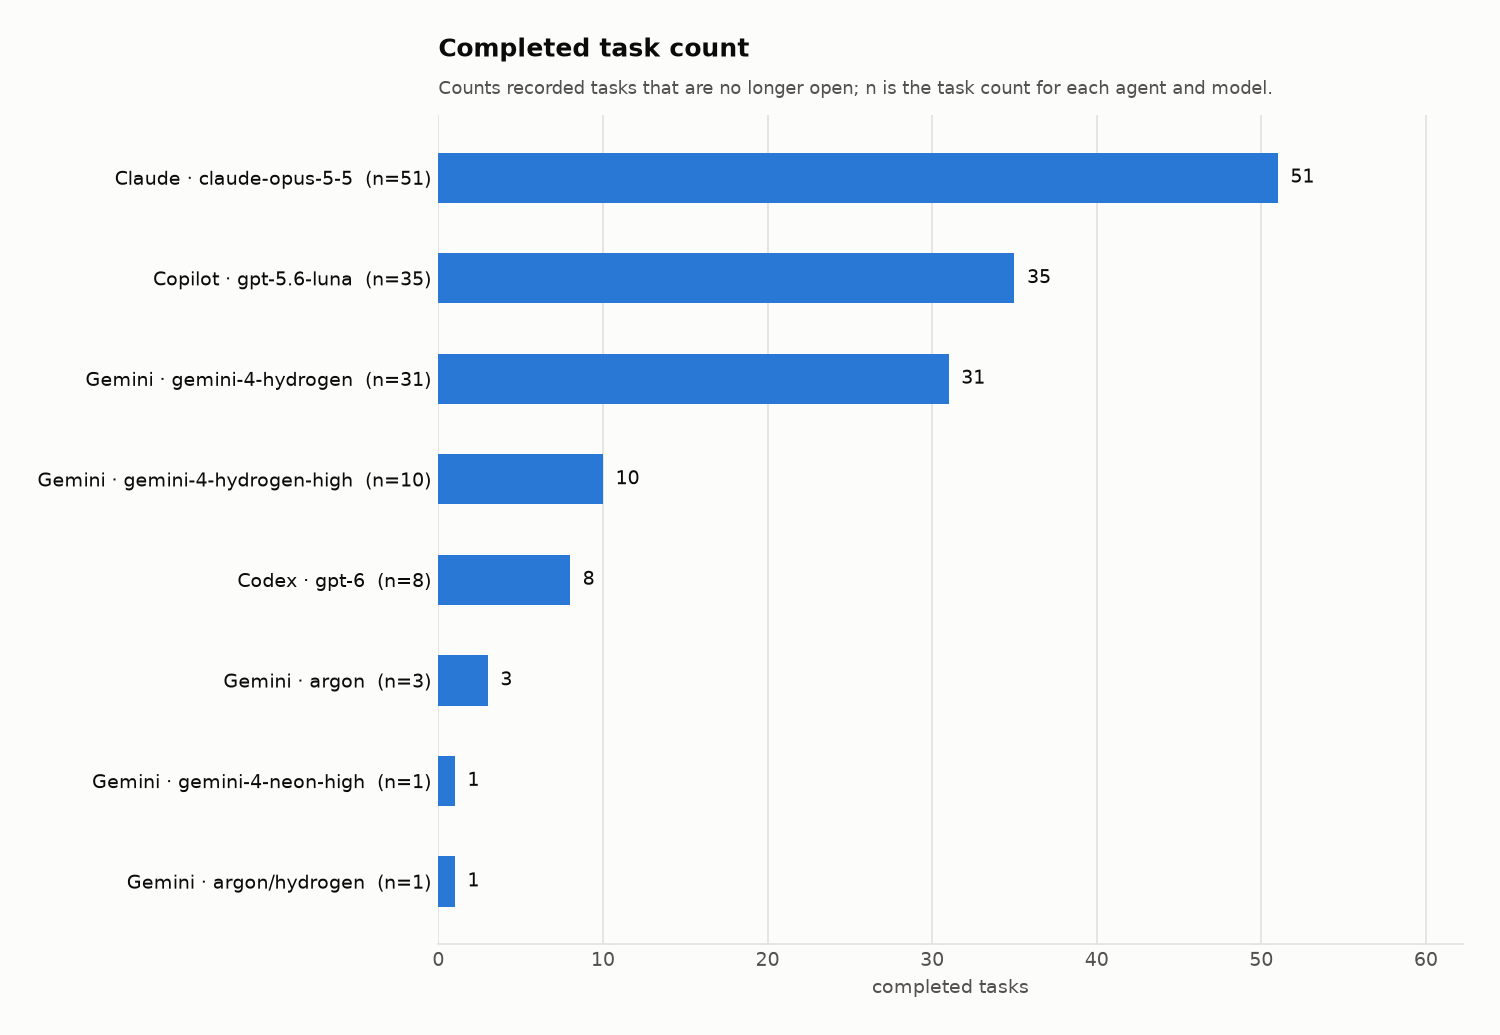 Completed task count
Counts recorded tasks that are no longer open; n is the task count for each agent and model.
Claude · claude-opus-5-5 (n=51)
51
Copilot · gpt-5.6-luna (n=35)
35
Gemini · gemini-4-hydrogen (n=31)
31
Gemini · gemini-4-hydrogen-high (n=10)
10
Codex · gpt-6 (n=8)
8
Gemini · argon (n=3)
3
Gemini · gemini-4-neon-high (n=1)
1
Gemini · argon/hydrogen (n=1)
1
0 10 20 30 40 50 60
completed tasks